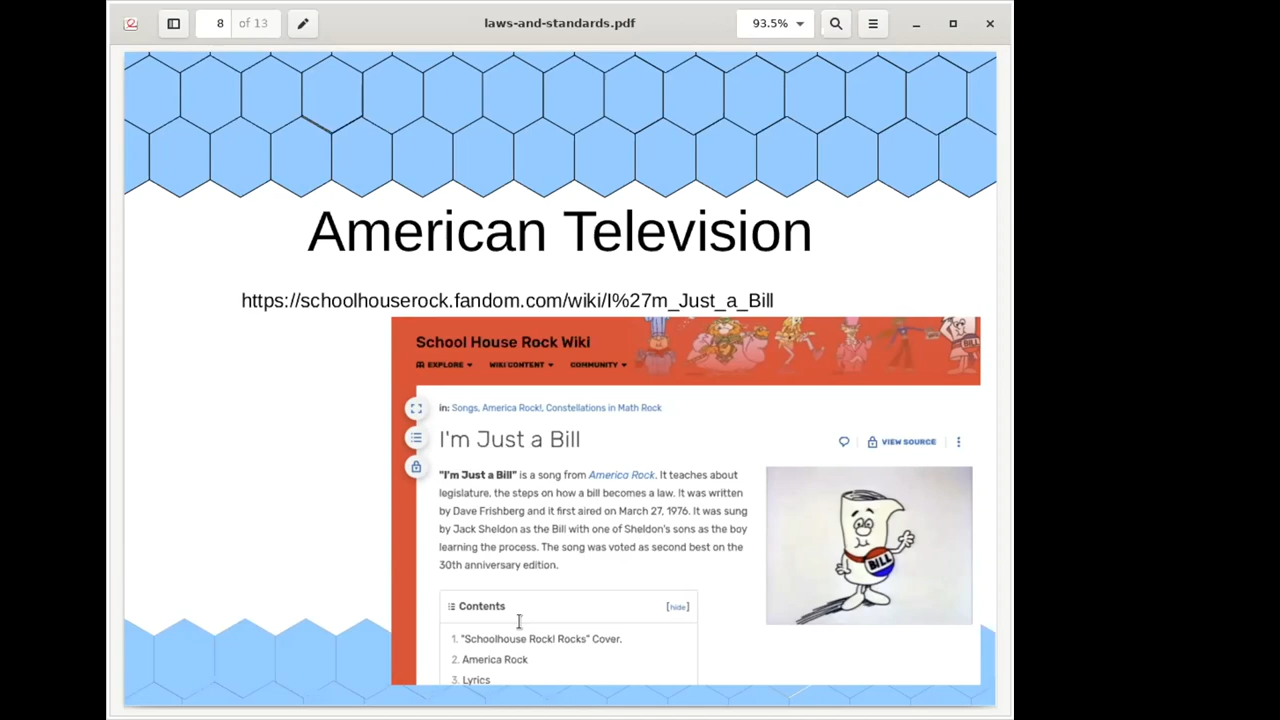 8 of 13
laws-and-standards.pdf
93.5%
American Television
https://schoolhouserock.fandom.com/wiki/I%27m_Just_a_Bill
School House Rock Wiki
EXPLORE WIKI CONTENT COMMUNITY
BILL
in: Songs, America Rock!, Constellations in Math Rock
I'm Just a Bill
VIEW SOURCE
"I'm Just a Bill" is a song from America Rock. It teaches about
legislature, the steps on how a bill becomes a law. It was written
by Dave Frishberg and it first aired on March 27, 1976. It was sung
by Jack Sheldon as the Bill with one of Sheldon's sons as the boy
learning the process. The song was voted as second best on the
30th anniversary edition.
BILL
Contents [hide]
1. "Schoolhouse Rock! Rocks" Cover.
2. America Rock
3. Lyrics